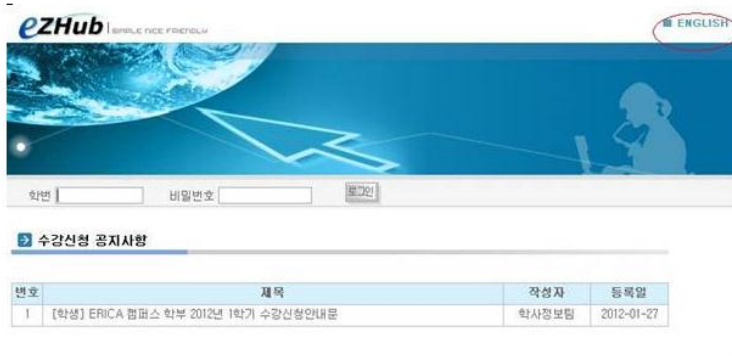 ezHub SIMPLE NICE FRIENDLY
ENGLISH
학번 비밀번호 로그인
수강신청 공지사항
번호 제목 작성자 등록일
1 [학생] ERICA 캠퍼스 학부 2012년 1학기 수강신청안내문 학사정보팀 2012-01-27